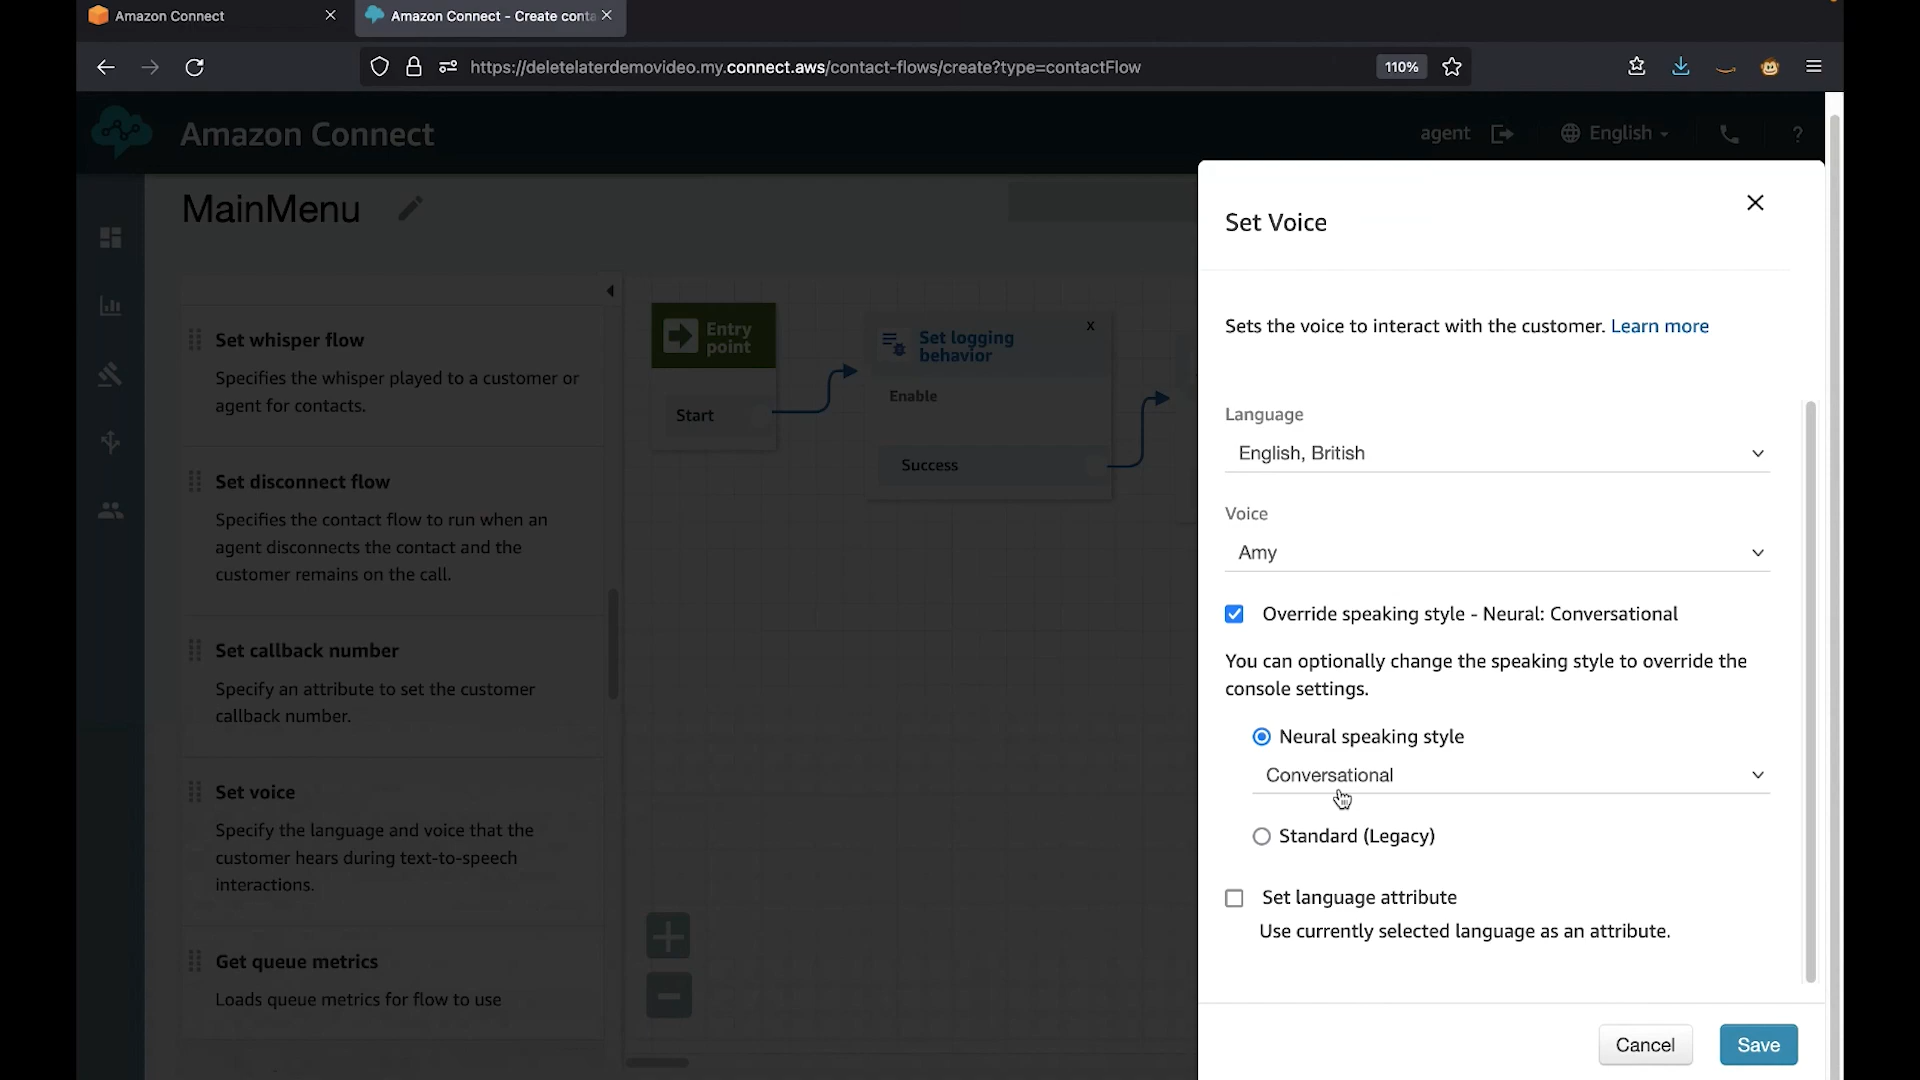 Amazon Connect
Amazon Connect - Create conta
https://deletelaterdemovideo.my.connect.aws/contact-flows/create?type=contactFlow
110%
Amazon Connect
agent
English
?
MainMenu
Set whisper flow
Specifies the whisper played to a customer or
agent for contacts.
Set disconnect flow
Specifies the contact flow to run when an
agent disconnects the contact and the
customer remains on the call.
Set callback number
Specify an attribute to set the customer
callback number.
Set voice
Specify the language and voice that the
customer hears during text-to-speech
interactions.
Get queue metrics
Loads queue metrics for flow to use
Entry
point
Start
Set logging
behavior
x
Enable
Success
Set Voice
Sets the voice to interact with the customer. Learn more
Language
English, British
Voice
Amy
Override speaking style - Neural: Conversational
You can optionally change the speaking style to override the
console settings.
Neural speaking style
Conversational
Standard (Legacy)
Set language attribute
Use currently selected language as an attribute.
Cancel
Save